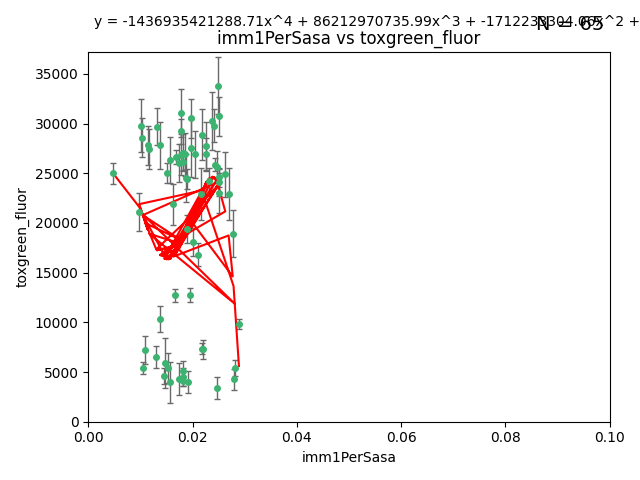 y = -1436935421288.71x^4 + 86212970735.99x^3 + x^2 +
N = 65
imm1PerSasa vs toxgreen_fluor
35000
30000
25000
20000
15000
10000
5000
0
toxgreen_fluor
0.00 0.02 0.04 0.06 0.08 0.10
imm1PerSasa